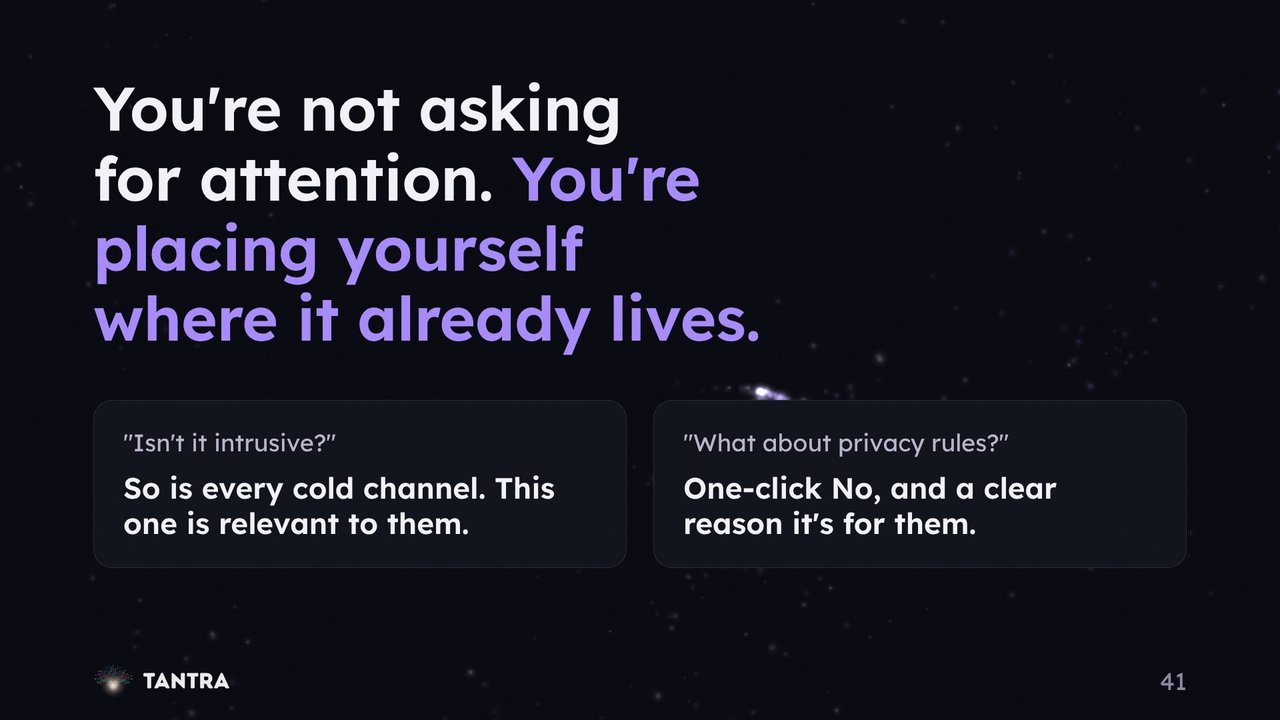 You're not asking
for attention. You're
placing yourself
where it already lives.
"Isn't it intrusive?"
So is every cold channel. This
one is relevant to them.
"What about privacy rules?"
One-click No, and a clear
reason it's for them.
TANTRA
41